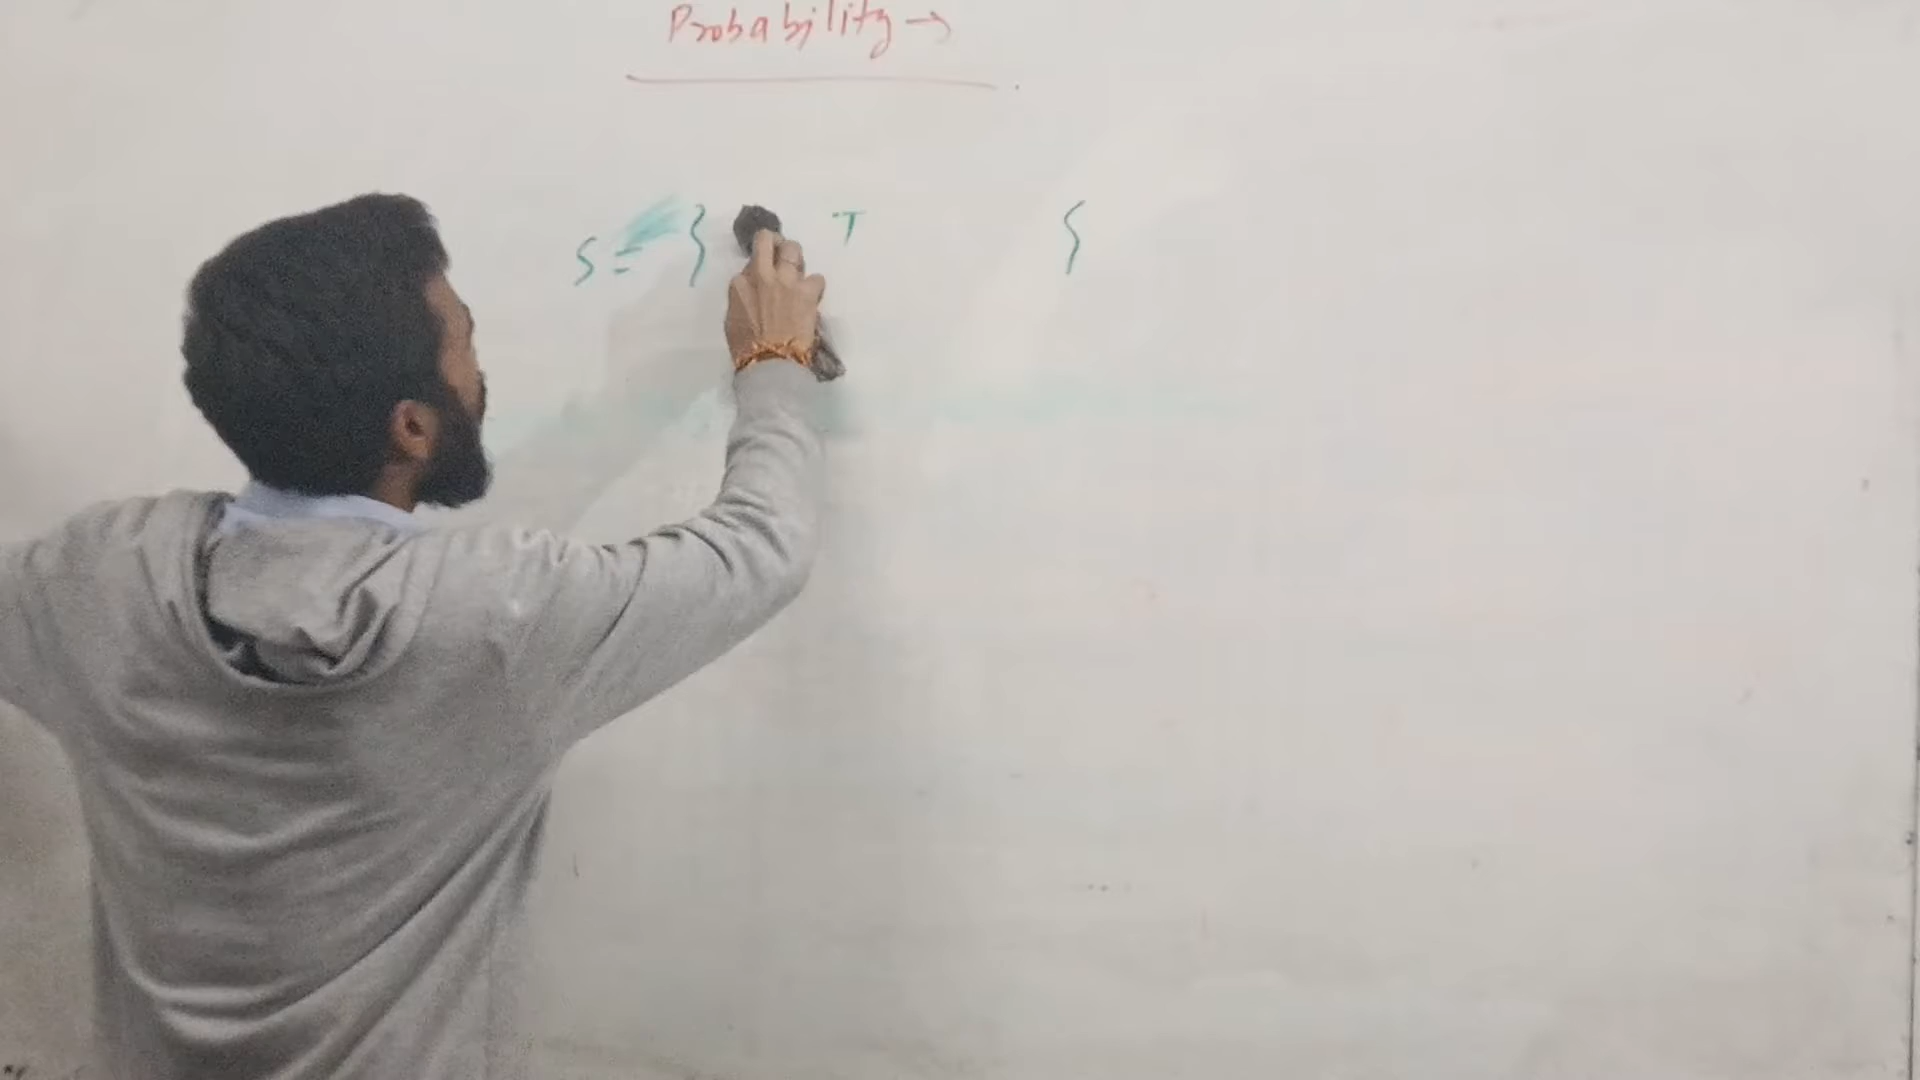 Probability →
S = } T {